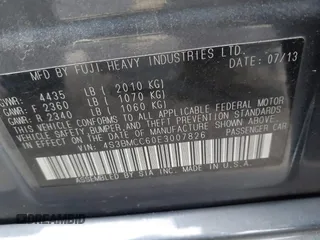 MFD BY FUJI HEAVY INDUSTRIES LTD. DATE: 07/13
GVWR: 4435 LB ( 2010 KG)
GAWR: F 2360 LB ( 1070 KG)
GAWR: R 2340 LB ( 1060 KG)
THIS VEHICLE CONFORMS TO ALL APPLICABLE FEDERAL MOTOR
VEHICLE SAFETY, BUMPER, AND THEFT PREVENTION STANDARDS
IN EFFECT ON THE DATE OF MANUFACTURE SHOWN ABOVE.
VIN: 4S3BMCC60E3007826 PASSENGER CAR
ASSEMBLED BY SIA INC. MADE IN U.S.A.
DREAMBID